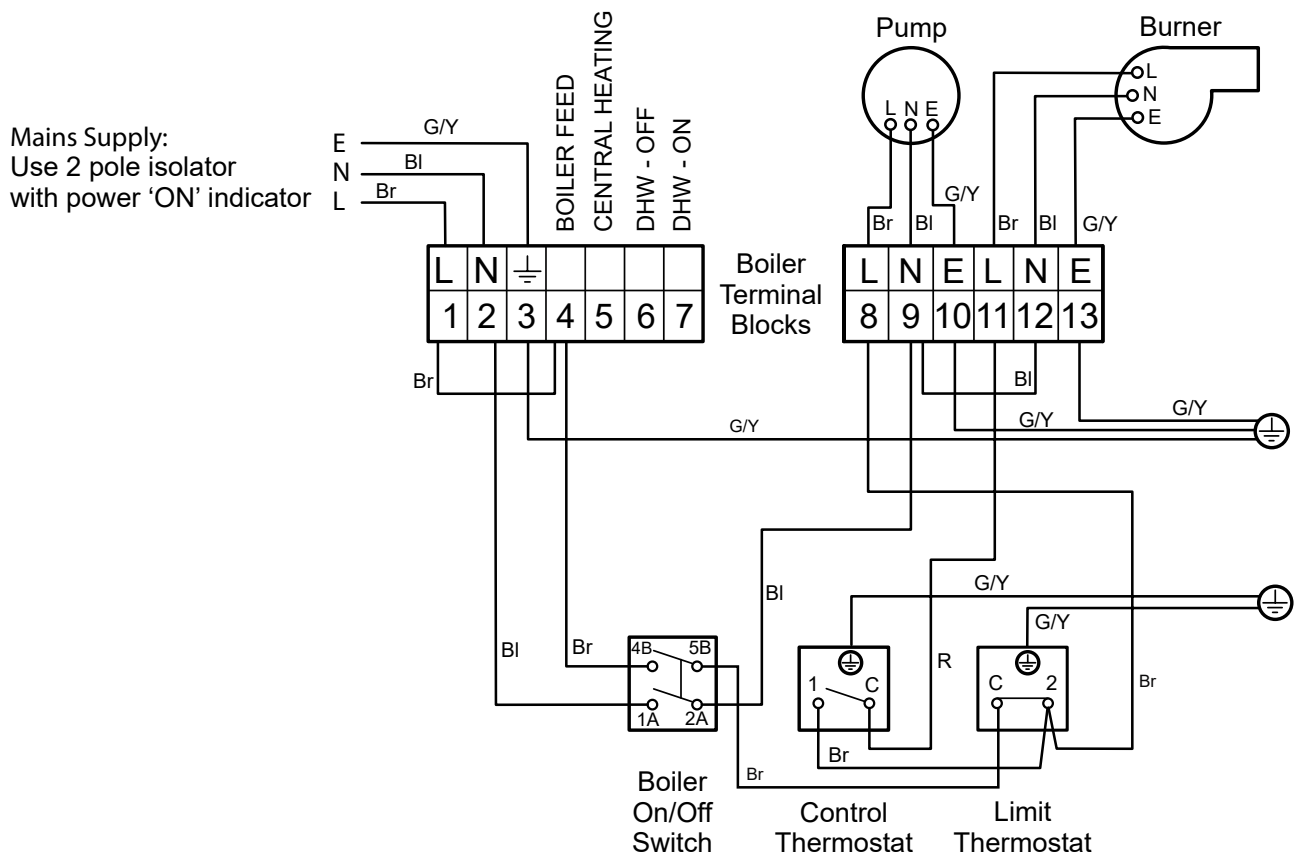 Pump
Burner
BOILER FEED
CENTRAL HEATING
DHW - OFF
DHW - ON
L
N
E
L N E
Mains Supply:
Use 2 pole isolator
with power ‘ON’ indicator
E
N
L
G/Y
Bl
Br
G/Y
Br
Bl
Br
Bl
G/Y
L N
1 2 3 4 5 6 7
Boiler
Terminal
Blocks
L N E L N E
8 9 10 11 12 13
Br
Bl
G/Y
G/Y
G/Y
Bl
G/Y
G/Y
Bl
Br
4B 5B
1A 2A
R
1 C
C 2
Br
Br
Br
Boiler
On/Off
Switch
Control
Thermostat
Limit
Thermostat